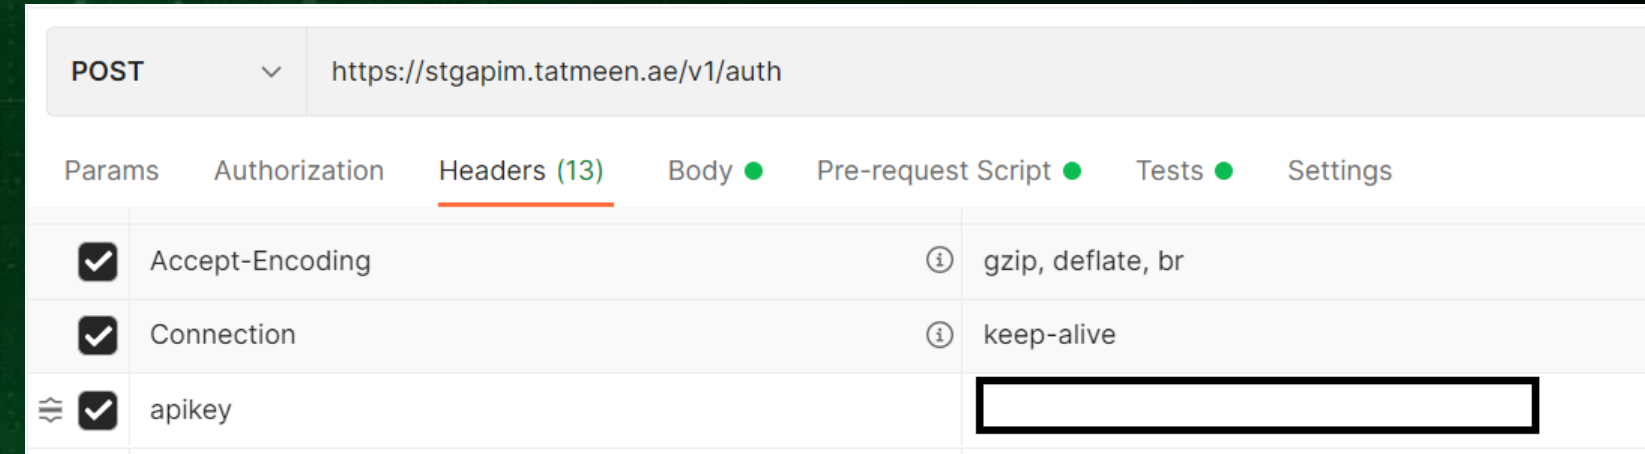 POST https://stgapim.tatmeen.ae/v1/auth
Params Authorization Headers (13) Body Pre-request Script Tests Settings
Accept-Encoding gzip, deflate, br
Connection keep-alive
apikey